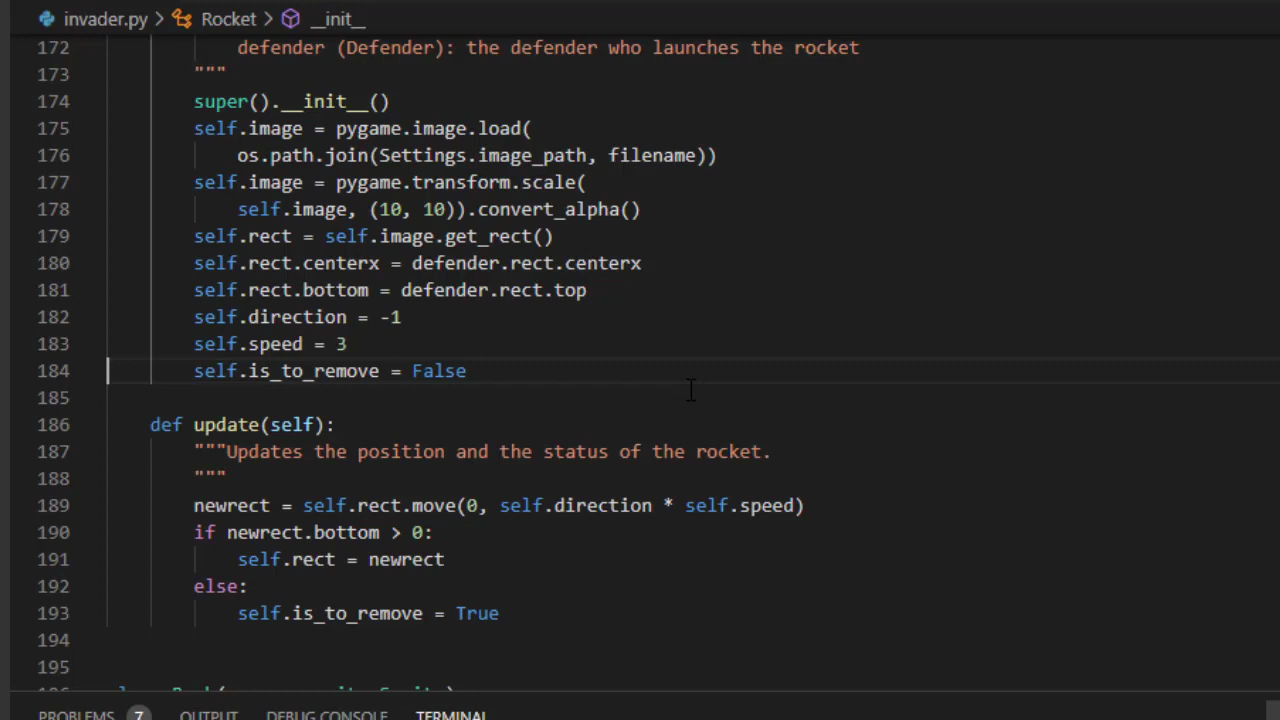 invader.py > Rocket > __init__
172 defender (Defender): the defender who launches the rocket
173 """
174 super().__init__()
175 self.image = pygame.image.load(
176 os.path.join(Settings.image_path, filename))
177 self.image = pygame.transform.scale(
178 self.image, (10, 10)).convert_alpha()
179 self.rect = self.image.get_rect()
180 self.rect.centerx = defender.rect.centerx
181 self.rect.bottom = defender.rect.top
182 self.direction = -1
183 self.speed = 3
184 self.is_to_remove = False
185
186 def update(self):
187 """Updates the position and the status of the rocket.
188 """
189 newrect = self.rect.move(0, self.direction * self.speed)
190 if newrect.bottom > 0:
191 self.rect = newrect
192 else:
193 self.is_to_remove = True
194
195
PROBLEMS 7 OUTPUT DEBUG CONSOLE TERMINAL